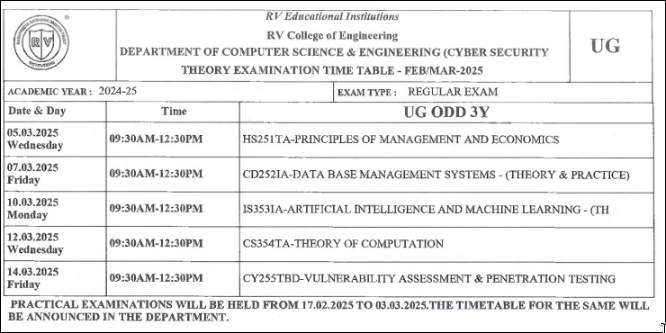 RV Educational Institutions
RV College of Engineering
DEPARTMENT OF COMPUTER SCIENCE & ENGINEERING (CYBER SECURITY
THEORY EXAMINATION TIME TABLE - FEB/MAR-2025
UG
RV
ACADEMIC YEAR : 2024-25 EXAM TYPE : REGULAR EXAM
Date & Day Time UG ODD 3Y
05.03.2025
Wednesday 09:30AM-12:30PM HS251TA-PRINCIPLES OF MANAGEMENT AND ECONOMICS
07.03.2025
Friday 09:30AM-12:30PM CD252IA-DATA BASE MANAGEMENT SYSTEMS - (THEORY & PRACTICE)
10.03.2025
Monday 09:30AM-12:30PM IS353IA-ARTIFICIAL INTELLIGENCE AND MACHINE LEARNING - (TH
12.03.2025
Wednesday 09:30AM-12:30PM CS354TA-THEORY OF COMPUTATION
14.03.2025
Friday 09:30AM-12:30PM CY255TBD-VULNERABILITY ASSESSMENT & PENETRATION TESTING
PRACTICAL EXAMINATIONS WILL BE HELD FROM 17.02.2025 TO 03.03.2025.THE TIMETABLE FOR THE SAME WILL
BE ANNOUNCED IN THE DEPARTMENT.